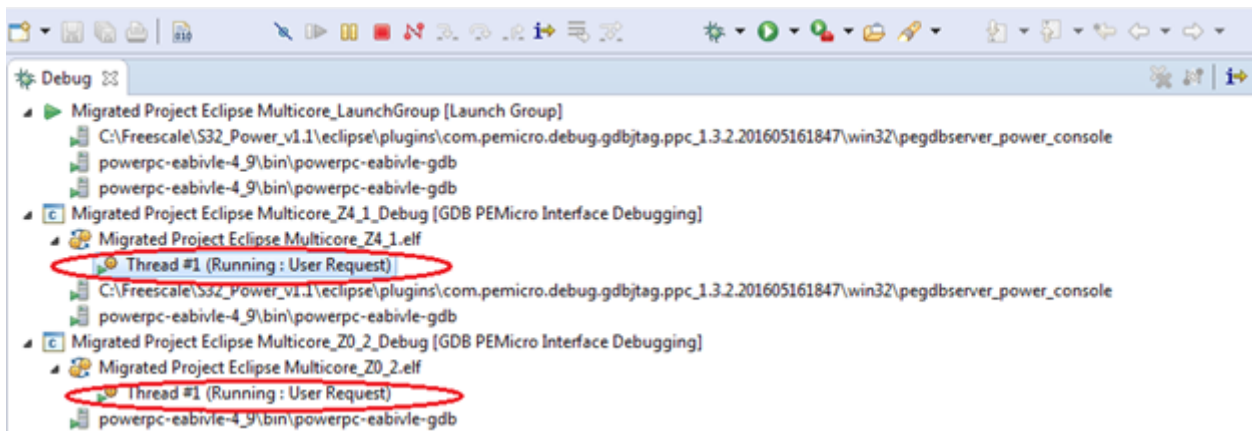 Debug
Migrated Project Eclipse Multicore_LaunchGroup [Launch Group]
C:\Freescale\S32_Power_v1.1\eclipse\plugins\com.pemicro.debug.gdbjtag.ppc_1.3.2.201605161847\win32\pegdbserver_power_console
powerpc-eabivle-4_9\bin\powerpc-eabivle-gdb
powerpc-eabivle-4_9\bin\powerpc-eabivle-gdb
Migrated Project Eclipse Multicore_Z4_1_Debug [GDB PEMicro Interface Debugging]
Migrated Project Eclipse Multicore_Z4_1.elf
Thread #1 (Running : User Request)
C:\Freescale\S32_Power_v1.1\eclipse\plugins\com.pemicro.debug.gdbjtag.ppc_1.3.2.201605161847\win32\pegdbserver_power_console
powerpc-eabivle-4_9\bin\powerpc-eabivle-gdb
Migrated Project Eclipse Multicore_Z0_2_Debug [GDB PEMicro Interface Debugging]
Migrated Project Eclipse Multicore_Z0_2.elf
Thread #1 (Running : User Request)
powerpc-eabivle-4_9\bin\powerpc-eabivle-gdb